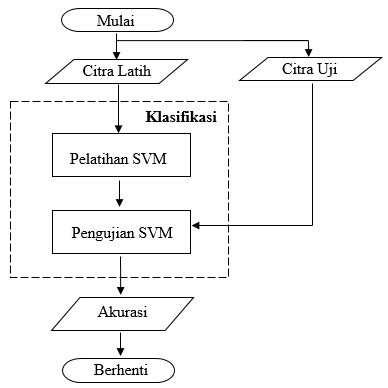 Mulai
Citra Latih
Citra Uji
Klasifikasi
Pelatihan SVM
Pengujian SVM
Akurasi
Berhenti